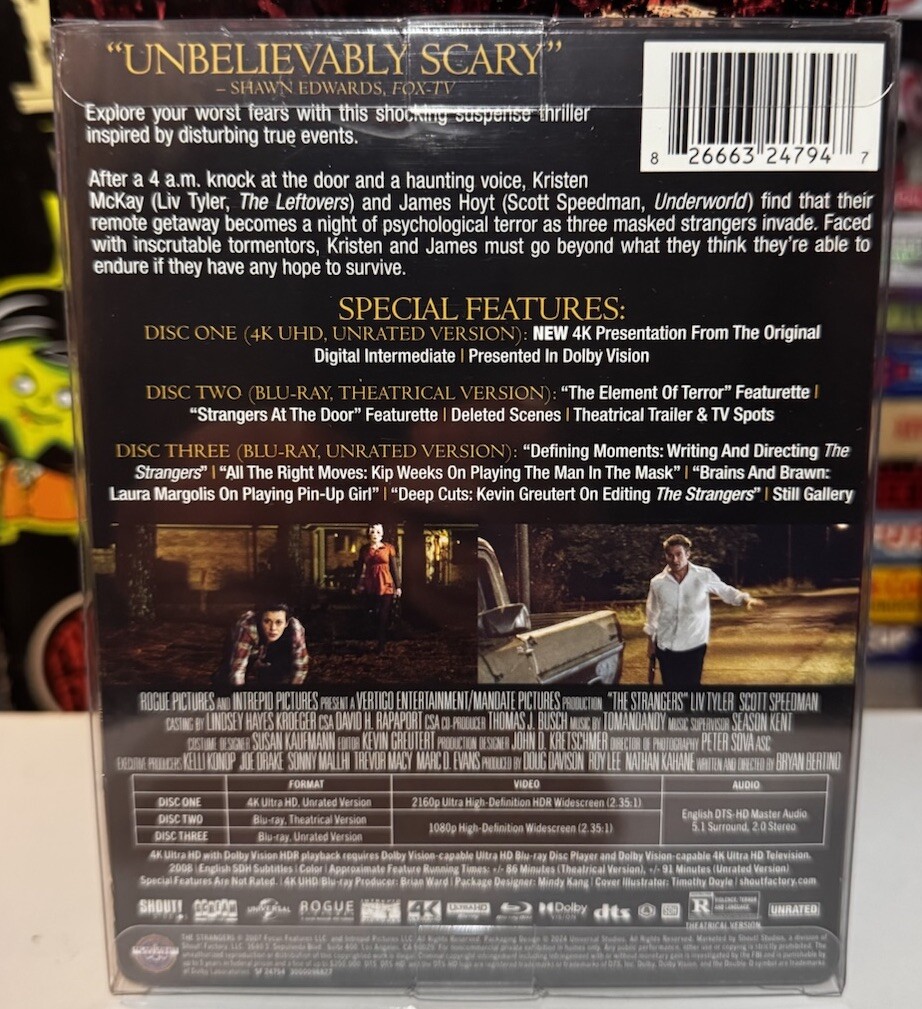 “UNBELIEVABLY SCARY”
– SHAWN EDWARDS, FOX-TV
Explore your worst fears with this shocking suspense thriller
inspired by disturbing true events.
8 26663 24794 7
After a 4 a.m. knock at the door and a haunting voice, Kristen
McKay (Liv Tyler, The Leftovers) and James Hoyt (Scott Speedman, Underworld) find that their
remote getaway becomes a night of psychological terror as three masked strangers invade. Faced
with inscrutable tormentors, Kristen and James must go beyond what they think they’re able to
endure if they have any hope to survive.
SPECIAL FEATURES:
DISC ONE (4K UHD, UNRATED VERSION): NEW 4K Presentation From The Original
Digital Intermediate | Presented In Dolby Vision
DISC TWO (BLU-RAY, THEATRICAL VERSION): “The Element Of Terror” Featurette |
“Strangers At The Door” Featurette | Deleted Scenes | Theatrical Trailer & TV Spots
DISC THREE (BLU-RAY, UNRATED VERSION): “Defining Moments: Writing And Directing The
Strangers” | “All The Right Moves: Kip Weeks On Playing The Man In The Mask” | “Brains And Brawn:
Laura Margolis On Playing Pin-Up Girl” | “Deep Cuts: Kevin Greutert On Editing The Strangers” | Still Gallery
ROGUE PICTURES AND INTREPID PICTURES PRESENT A VERTIGO ENTERTAINMENT/MANDATE PICTURES PRODUCTION “THE STRANGERS” LIV TYLER SCOTT SPEEDMAN
CASTING BY LINDSEY HAYES KROEGER CSA DAVID H. RAPAPORT CSA CO-PRODUCER THOMAS J. BUSCH MUSIC BY TOMANDANDY MUSIC SUPERVISOR SEASON KENT
COSTUME DESIGNER SUSAN KAUFMANN EDITOR KEVIN GREUTERT PRODUCTION DESIGNER JOHN D. KRETSCHMER DIRECTOR OF PHOTOGRAPHY PETER SOVA ASC
EXECUTIVE PRODUCERS KELLI KONOP JOE DRAKE SONNY MALLHI TREVOR MACY MARC D. EVANS PRODUCED BY DOUG DAVISON ROY LEE NATHAN KAHANE WRITTEN AND DIRECTED BY BRYAN BERTINO
FORMAT VIDEO AUDIO
DISC ONE 4K Ultra HD, Unrated Version 2160p Ultra High-Definition HDR Widescreen (2.35:1)
DISC TWO Blu-ray, Theatrical Version
1080p High-Definition Widescreen (2.35:1)
DISC THREE Blu-ray, Unrated Version
English DTS-HD Master Audio
5.1 Surround, 2.0 Stereo
4K Ultra HD with Dolby Vision HDR playback requires Dolby Vision-capable Ultra HD Blu-ray Disc Player and Dolby Vision-capable 4K Ultra HD Television.
2008 | English SDH Subtitles | Color | Approximate Feature Running Times: +/- 86 Minutes (Theatrical Version), +/- 91 Minutes (Unrated Version)
Special Features Are Not Rated. | 4K UHD/Blu-ray Producer: Brian Ward | Package Designer: Mindy Kang | Cover Illustrator: Timothy Doyle | shoutfactory.com
SHOUT! SCREAM UNIVERSAL ROGUE 4K ULTRA HD Dolby VISION dts R UNRATED
THEATRICAL VERSION